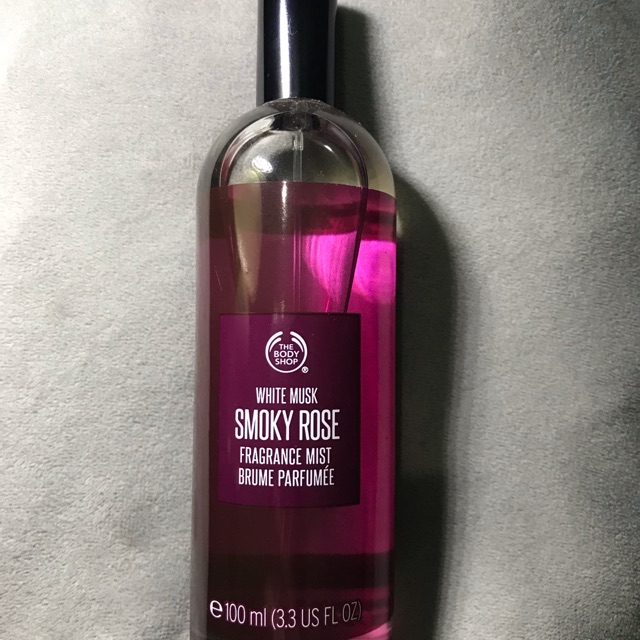 THE
BODY
SHOP®
WHITE MUSK
SMOKY ROSE
FRAGRANCE MIST
BRUME PARFUMÉE
℮100 ml (3.3 US FL OZ)